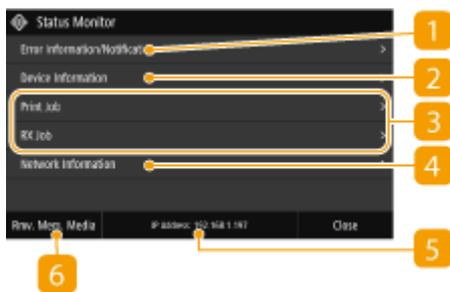 Status Monitor
Error Information/Notificat
Device Information
Print Job
RX Job
Network Information
Rmv. Mem. Media
IP Address: 192.168.1.197
Close
1
2
3
4
5
6